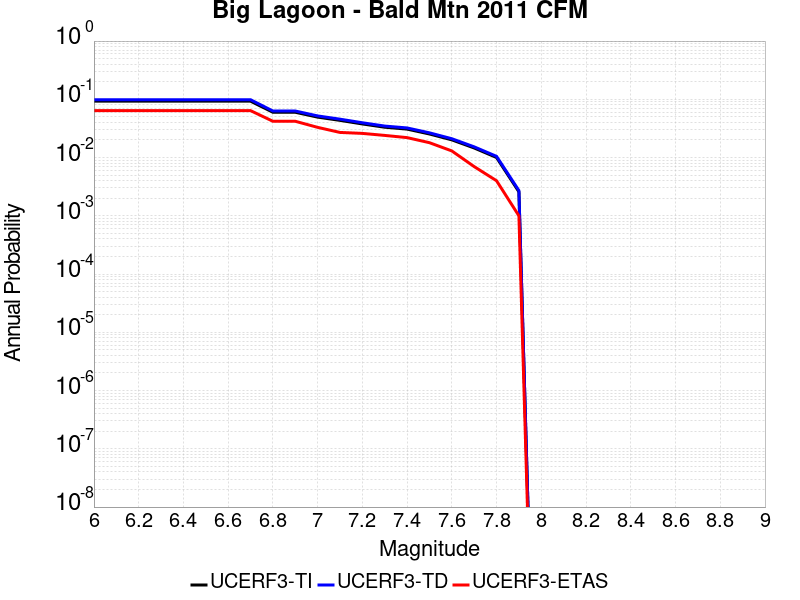 Big Lagoon - Bald Mtn 2011 CFM
10^0
10^-1
10^-2
10^-3
10^-4
10^-5
10^-6
10^-7
10^-8
Annual Probability
6 6.2 6.4 6.6 6.8 7 7.2 7.4 7.6 7.8 8 8.2 8.4 8.6 8.8 9
Magnitude
UCERF3-TI UCERF3-TD UCERF3-ETAS